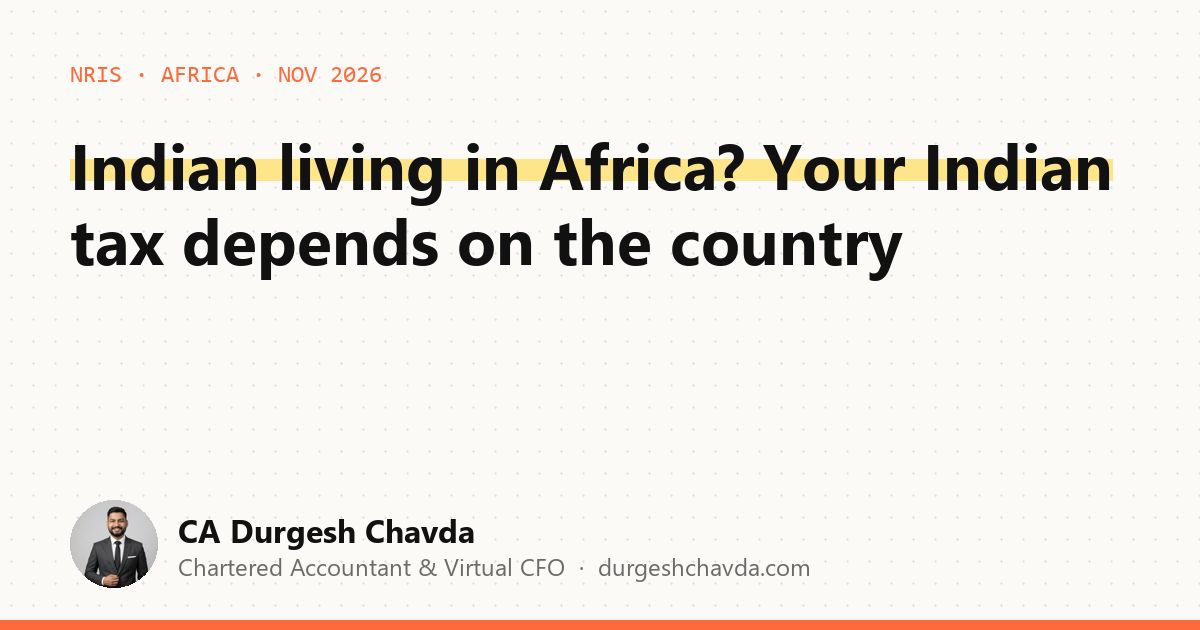 NRIS · AFRICA · NOV 2026
Indian living in Africa? Your Indian
tax depends on the country
CA Durgesh Chavda
Chartered Accountant & Virtual CFO · durgeshchavda.com